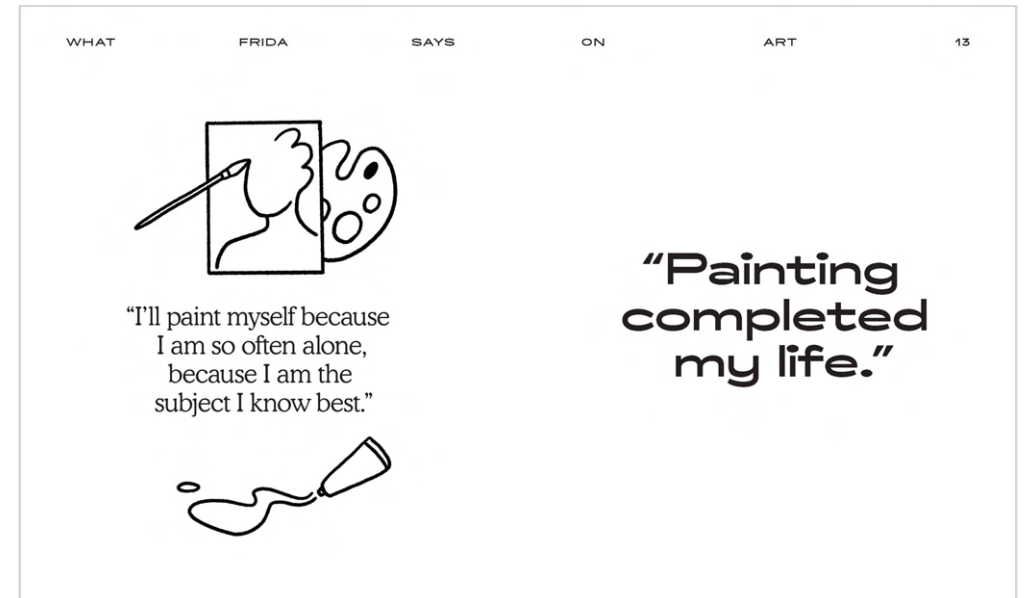 WHAT FRIDA SAYS ON ART 13
“I’ll paint myself because
I am so often alone,
because I am the
subject I know best.”
“Painting
completed
my life.”